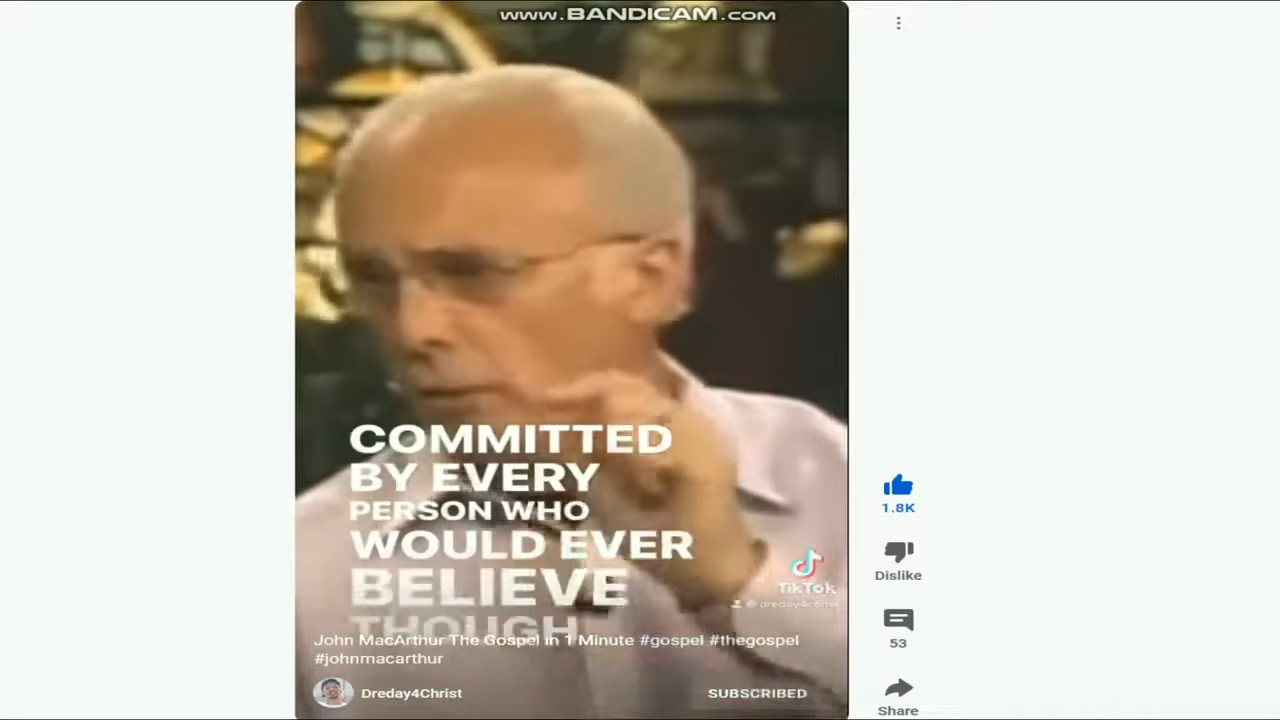 WWW.BANDICAM.COM
COMMITTED
BY EVERY
PERSON WHO
WOULD EVER
BELIEVE
THOUGH
TikTok
John MacArthur The Gospel in 1 Minute #gospel #thegospel
#johnmacarthur
Dreday4Christ
SUBSCRIBED
1.8K
Dislike
53
Share